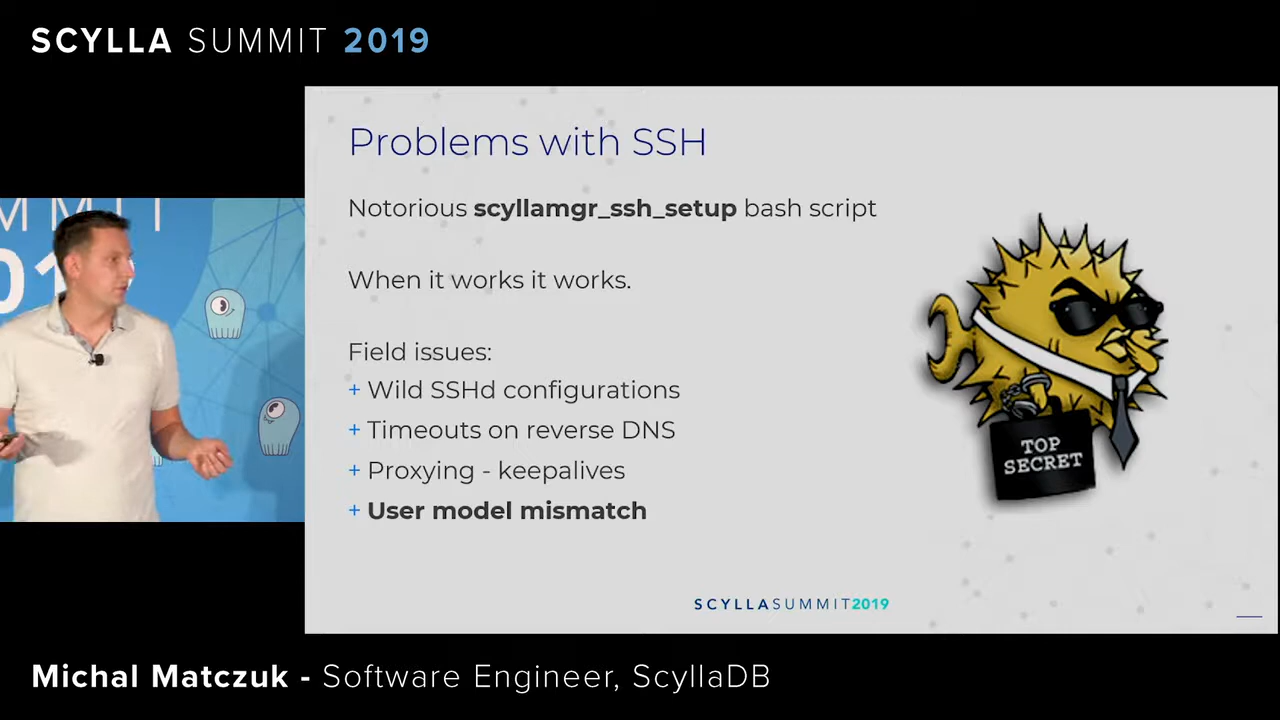 SCYLLA SUMMIT 2019
Problems with SSH
Notorious scyllamgr_ssh_setup bash script
When it works it works.
Field issues:
+ Wild SSHd configurations
+ Timeouts on reverse DNS
+ Proxying - keepalives
+ User model mismatch
TOP
SECRET
SCYLLASUMMIT2019
Michal Matczuk - Software Engineer, ScyllaDB